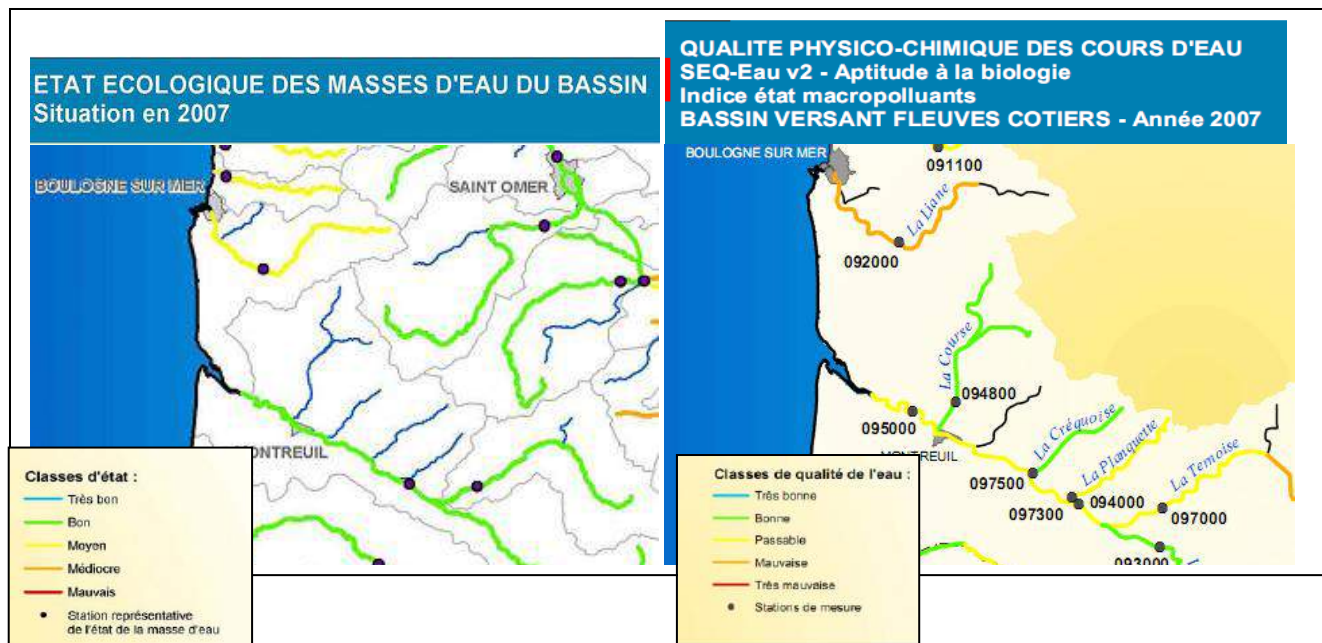 ETAT ECOLOGIQUE DES MASSES D'EAU DU BASSIN
Situation en 2007
BOULOGNE SUR MER
SAINT OMER
MONTREUIL
Classes d'état :
Très bon
Bon
Moyen
Médiocre
Mauvais
Station représentative
de l'état de la masse d'eau
QUALITE PHYSICO-CHIMIQUE DES COURS D'EAU
SEQ-Eau v2 - Aptitude à la biologie
Indice état macropolluants
BASSIN VERSANT FLEUVES COTIERS - Année 2007
BOULOGNE SUR MER
091100
La Liane
092000
La Course
094800
095000
MONTREUIL
La Créquoise
La Planquette
La Ternoise
097500
094000
097300
097000
093000
Classes de qualité de l'eau :
Très bonne
Bonne
Passable
Mauvaise
Très mauvaise
Stations de mesure